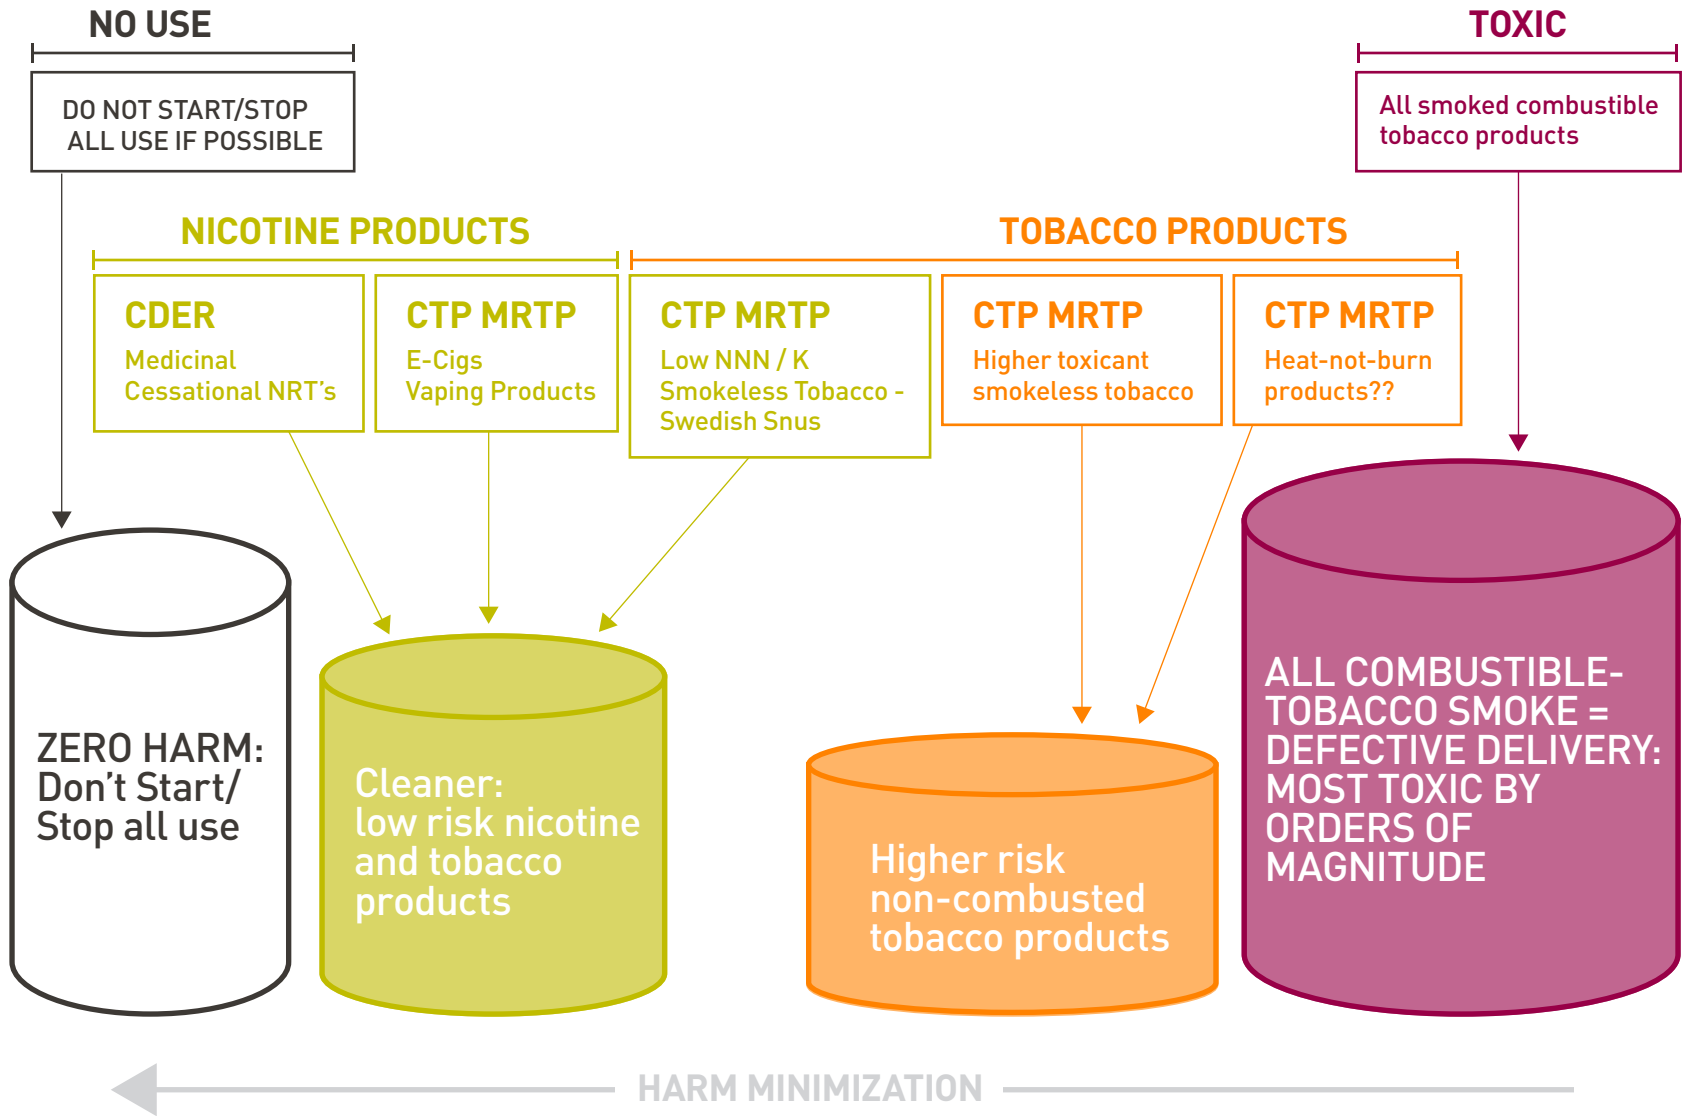 NO USE
DO NOT START/STOP
ALL USE IF POSSIBLE
TOXIC
All smoked combustible
tobacco products
NICOTINE PRODUCTS
TOBACCO PRODUCTS
CDER
Medicinal
Cessational NRT's
CTP MRTP
E-Cigs
Vaping Products
CTP MRTP
Low NNN / K
Smokeless Tobacco -
Swedish Snus
CTP MRTP
Higher toxicant
smokeless tobacco
CTP MRTP
Heat-not-burn
products??
ZERO HARM:
Don't Start/
Stop all use
Cleaner:
low risk nicotine
and tobacco
products
Higher risk
non-combusted
tobacco products
ALL COMBUSTIBLE-
TOBACCO SMOKE =
DEFECTIVE DELIVERY:
MOST TOXIC BY
ORDERS OF
MAGNITUDE
HARM MINIMIZATION